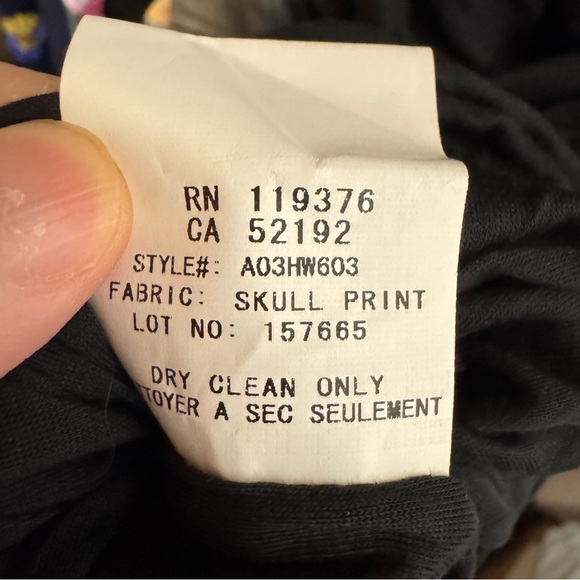 RN 119376
CA 52192
STYLE#: A03HW603
FABRIC: SKULL PRINT
LOT NO: 157665
DRY CLEAN ONLY
TOYER A SEC SEULEMENT